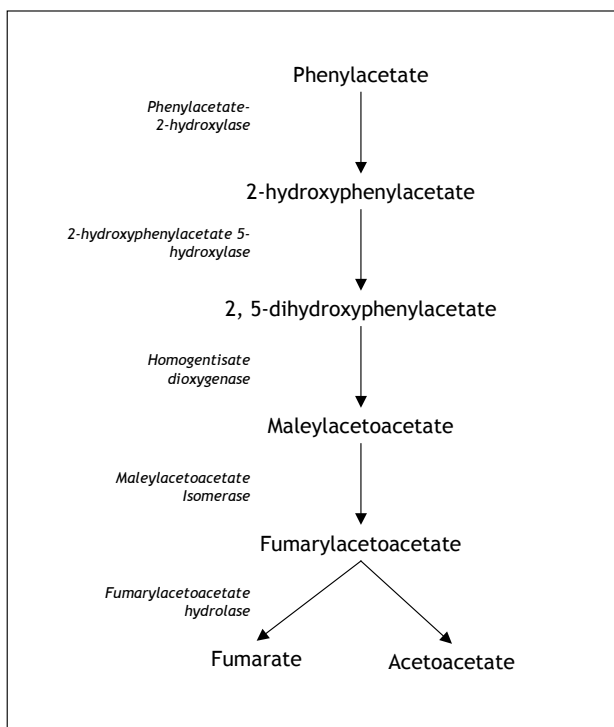 Phenylacetate
Phenylacetate-
2-hydroxylase
2-hydroxyphenylacetate
2-hydroxyphenylacetate 5-
hydroxylase
2, 5-dihydroxyphenylacetate
Homogentisate
dioxygenase
Maleylacetoacetate
Maleylacetoacetate
Isomerase
Fumarylacetoacetate
Fumarylacetoacetate
hydrolase
Fumarate
Acetoacetate